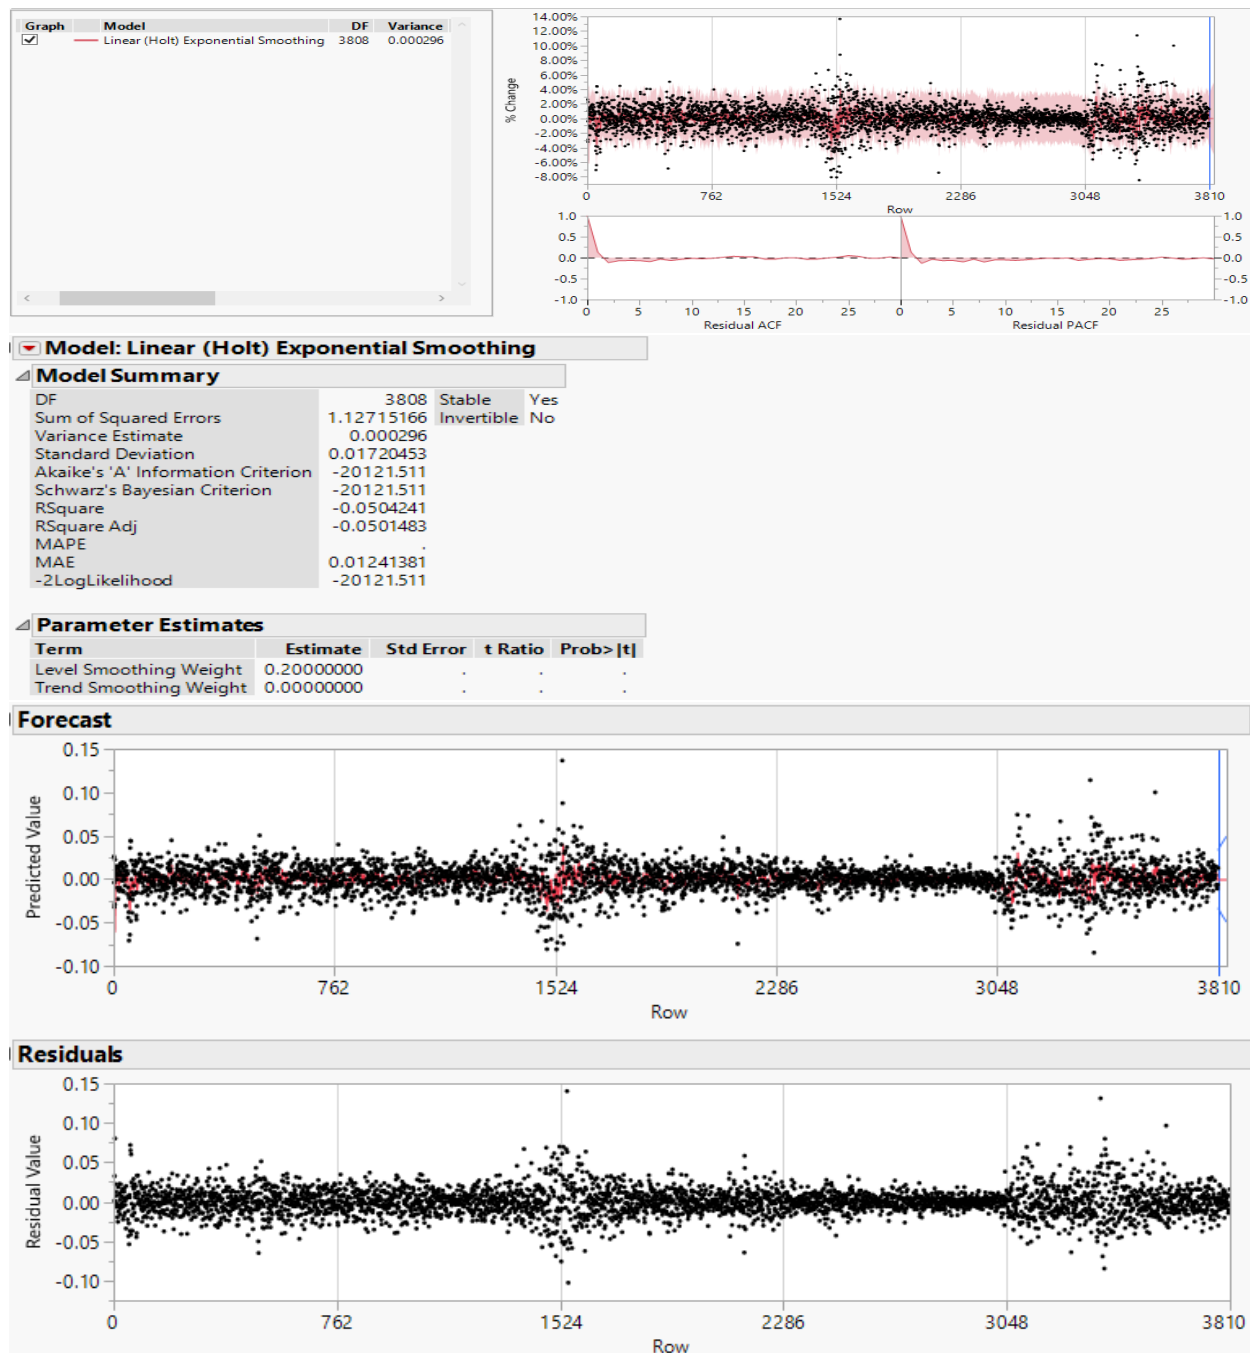 Graph Model DF Variance
Linear (Holt) Exponential Smoothing 3808 0.000296
14.00%
12.00%
10.00%
8.00%
6.00%
4.00%
2.00%
0.00%
-2.00%
-4.00%
-6.00%
-8.00%
% Change
0 762 1524 2286 3048 3810
Row
1.0 1.0
0.5 0.5
0.0 0.0
-0.5 -0.5
-1.0 -1.0
0 5 10 15 20 25 0 5 10 15 20 25
Residual ACF Residual PACF
Model: Linear (Holt) Exponential Smoothing
Model Summary
DF 3808 Stable Yes
Sum of Squared Errors 1.12715166 Invertible No
Variance Estimate 0.000296
Standard Deviation 0.01720453
Akaike's 'A' Information Criterion -20121.511
Schwarz's Bayesian Criterion -20121.511
RSquare -0.0504241
RSquare Adj -0.0501483
MAPE .
MAE 0.01241381
-2LogLikelihood -20121.511
Parameter Estimates
Term Estimate Std Error t Ratio Prob>|t|
Level Smoothing Weight 0.20000000 . . .
Trend Smoothing Weight 0.00000000 . . .
Forecast
0.15
0.10
0.05
0.00
-0.05
-0.10
Predicted Value
0 762 1524 2286 3048 3810
Row
Residuals
0.15
0.10
0.05
0.00
-0.05
-0.10
Residual Value
0 762 1524 2286 3048 3810
Row